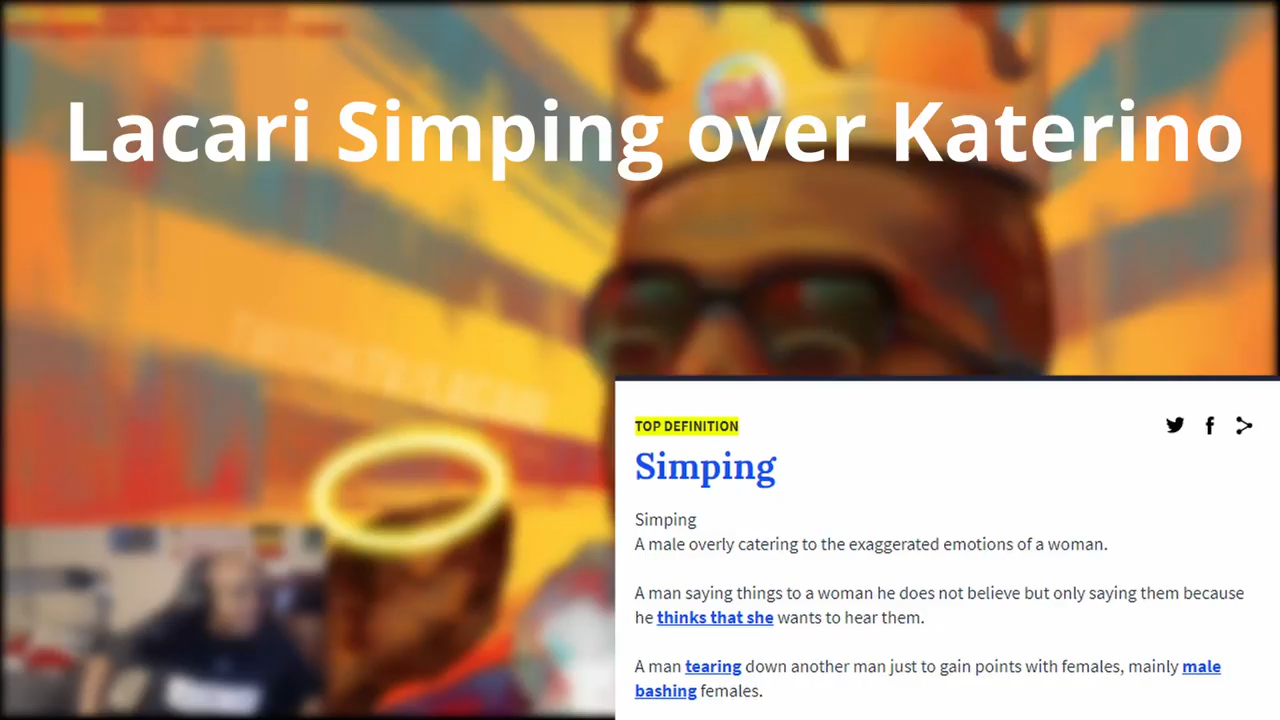 Lacari Simping over Katerino
TOP DEFINITION
Simping
Simping
A male overly catering to the exaggerated emotions of a woman.
A man saying things to a woman he does not believe but only saying them because
he thinks that she wants to hear them.
A man tearing down another man just to gain points with females, mainly male
bashing females.